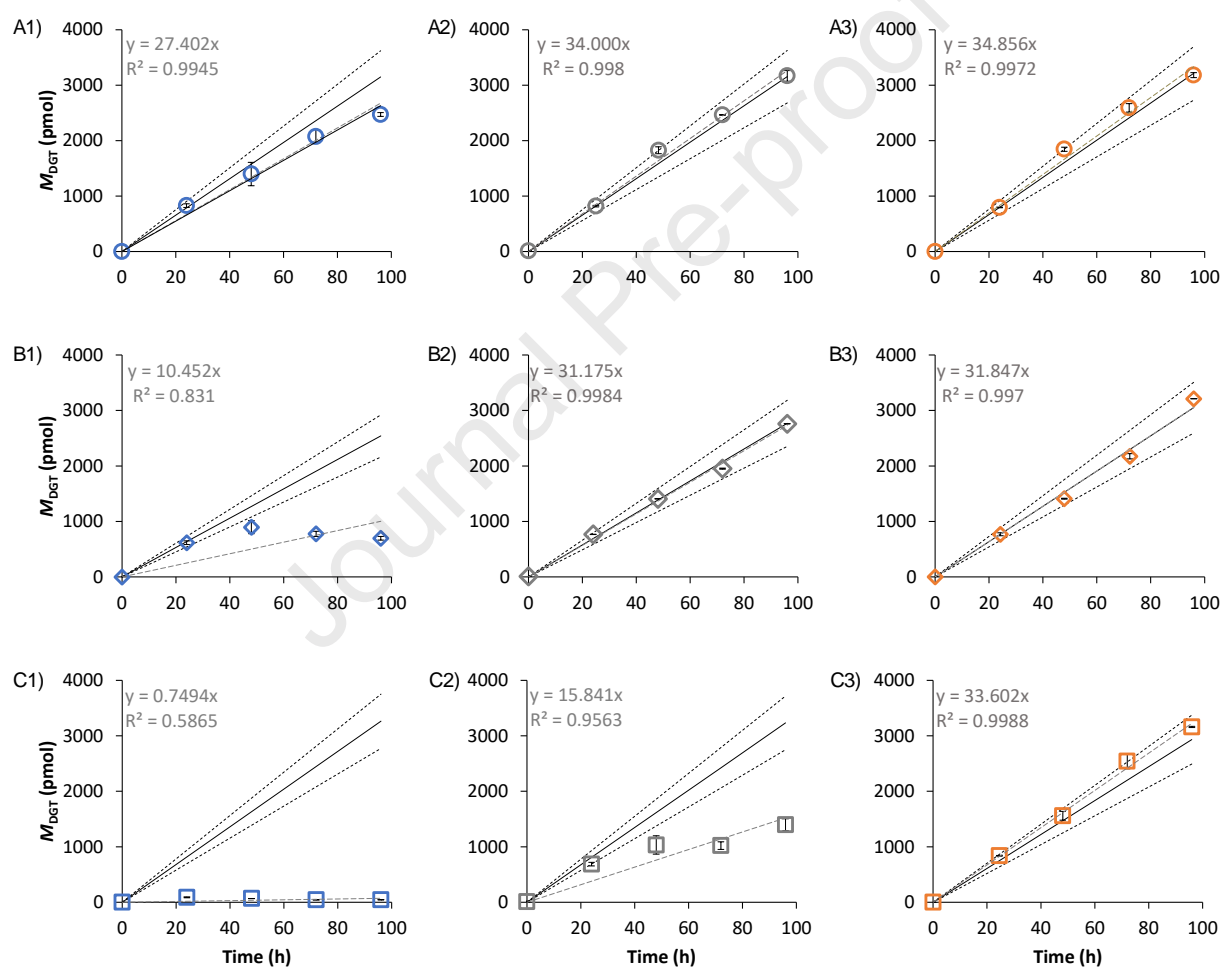 A1)
y = 27.402x
R² = 0.9945
M_DGT (pmol)
4000
3000
2000
1000
0
0 20 40 60 80 100
A2)
y = 34.000x
R² = 0.998
4000
3000
2000
1000
0
0 20 40 60 80 100
A3)
y = 34.856x
R² = 0.9972
4000
3000
2000
1000
0
0 20 40 60 80 100
B1)
y = 10.452x
R² = 0.831
M_DGT (pmol)
4000
3000
2000
1000
0
0 20 40 60 80 100
B2)
y = 31.175x
R² = 0.9984
4000
3000
2000
1000
0
0 20 40 60 80 100
B3)
y = 31.847x
R² = 0.997
4000
3000
2000
1000
0
0 20 40 60 80 100
C1)
y = 0.7494x
R² = 0.5865
M_DGT (pmol)
4000
3000
2000
1000
0
0 20 40 60 80 100
Time (h)
C2)
y = 15.841x
R² = 0.9563
4000
3000
2000
1000
0
0 20 40 60 80 100
Time (h)
C3)
y = 33.602x
R² = 0.9988
4000
3000
2000
1000
0
0 20 40 60 80 100
Time (h)
Journal Pre-proof